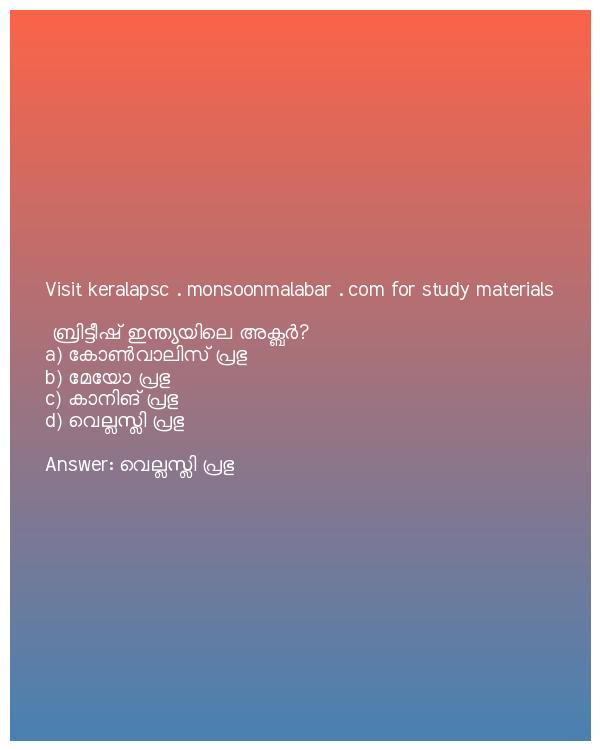 Visit keralapsc . monsoonmalabar . com for study materials
ബ്രിട്ടീഷ് ഇന്ത്യയിലെ അക്ബർ?
a) കോൺവാലിസ് പ്രഭു
b) മേയോ പ്രഭു
c) കാനിങ് പ്രഭു
d) വെല്ലസ്ലി പ്രഭു
Answer: വെല്ലസ്ലി പ്രഭു